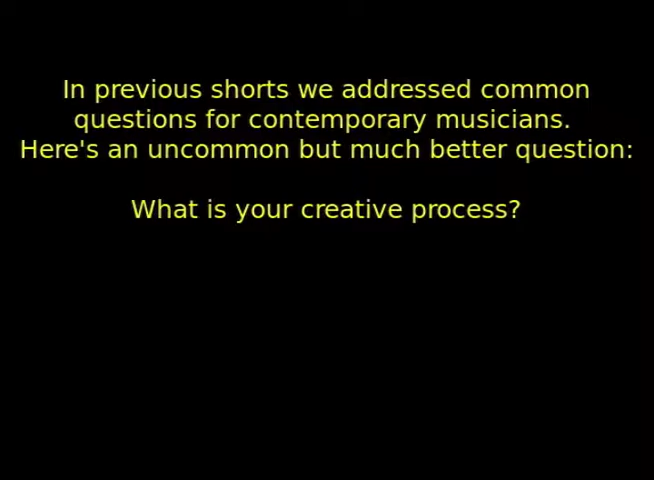 In previous shorts we addressed common
questions for contemporary musicians.
Here's an uncommon but much better question:
What is your creative process?